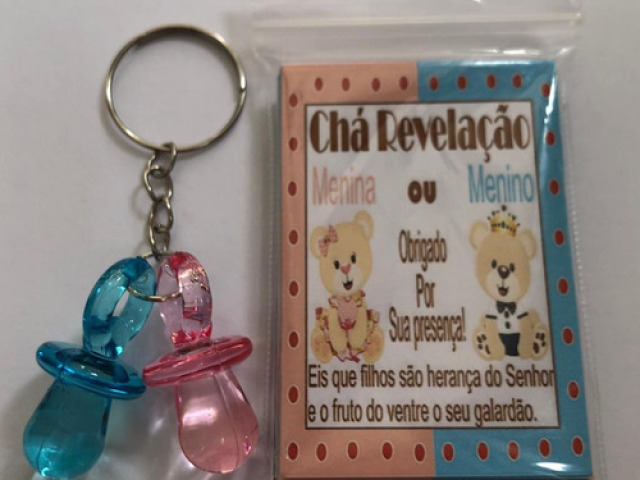 Chá Revelação
Menina ou Menino
Obrigado
Por
Sua presença!
Eis que filhos são herança do Senhor
e o fruto do ventre o seu galardão.